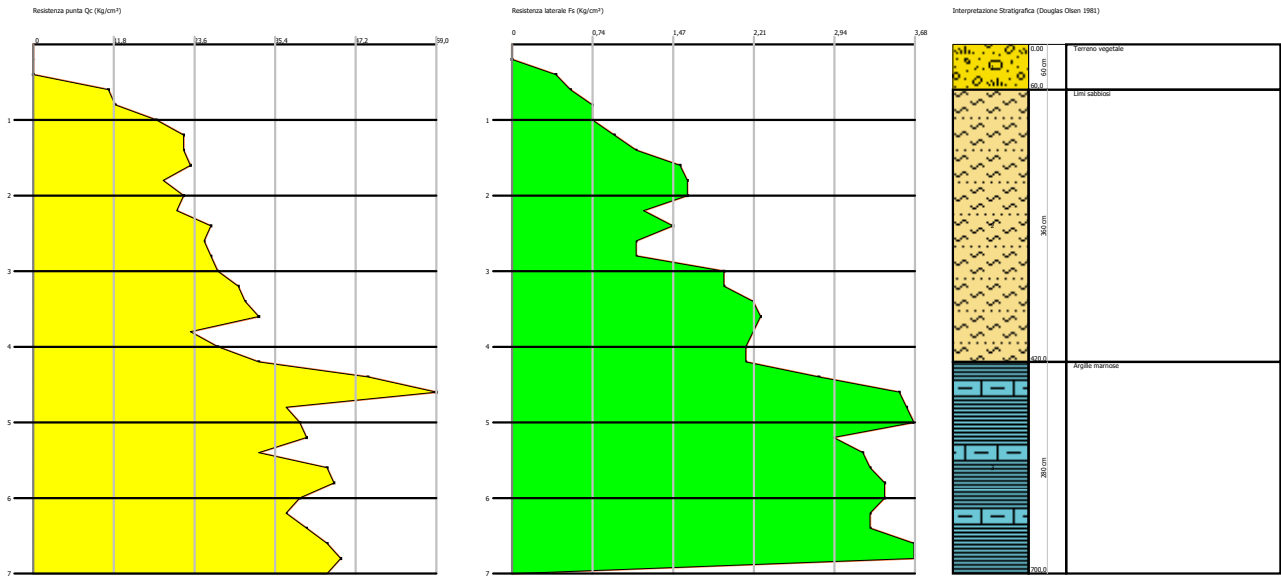 Resistenza punta Qc (Kg/cm²)
0 11,8 23,6 35,4 47,2 59,0
1
2
3
4
5
6
7
Resistenza laterale Fs (Kg/cm²)
0 0,74 1,47 2,21 2,94 3,68
1
2
3
4
5
6
7
Interpretazione Stratigrafica (Douglas Olsen 1981)
0.00
60 cm
Terreno vegetale
60,0
Limi sabbiosi
2
360 cm
420,0
Argille marnose
3
280 cm
700,0